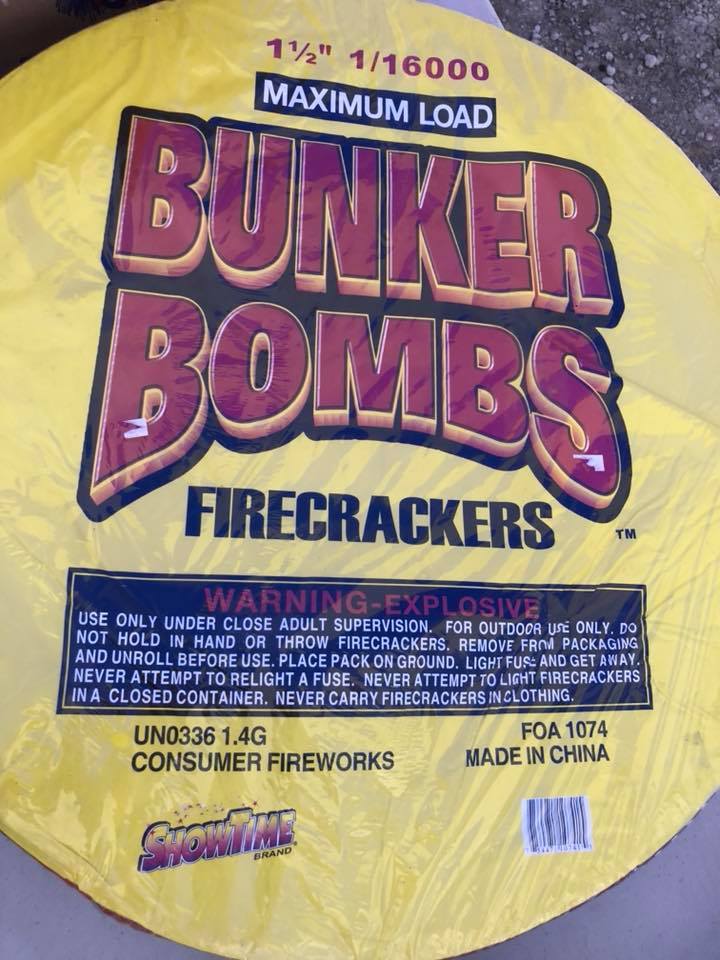 1½" 1/16000
MAXIMUM LOAD
BUNKER
BOMBS
FIRECRACKERS
TM
WARNING-EXPLOSIVE
USE ONLY UNDER CLOSE ADULT SUPERVISION. FOR OUTDOOR USE ONLY. DO
NOT HOLD IN HAND OR THROW FIRECRACKERS. REMOVE FROM PACKAGING
AND UNROLL BEFORE USE. PLACE PACK ON GROUND. LIGHT FUSE AND GET AWAY.
NEVER ATTEMPT TO RELIGHT A FUSE. NEVER ATTEMPT TO LIGHT FIRECRACKERS
IN A CLOSED CONTAINER. NEVER CARRY FIRECRACKERS IN CLOTHING.
UN0336 1.4G
CONSUMER FIREWORKS
FOA 1074
MADE IN CHINA
SHOWTIME
BRAND